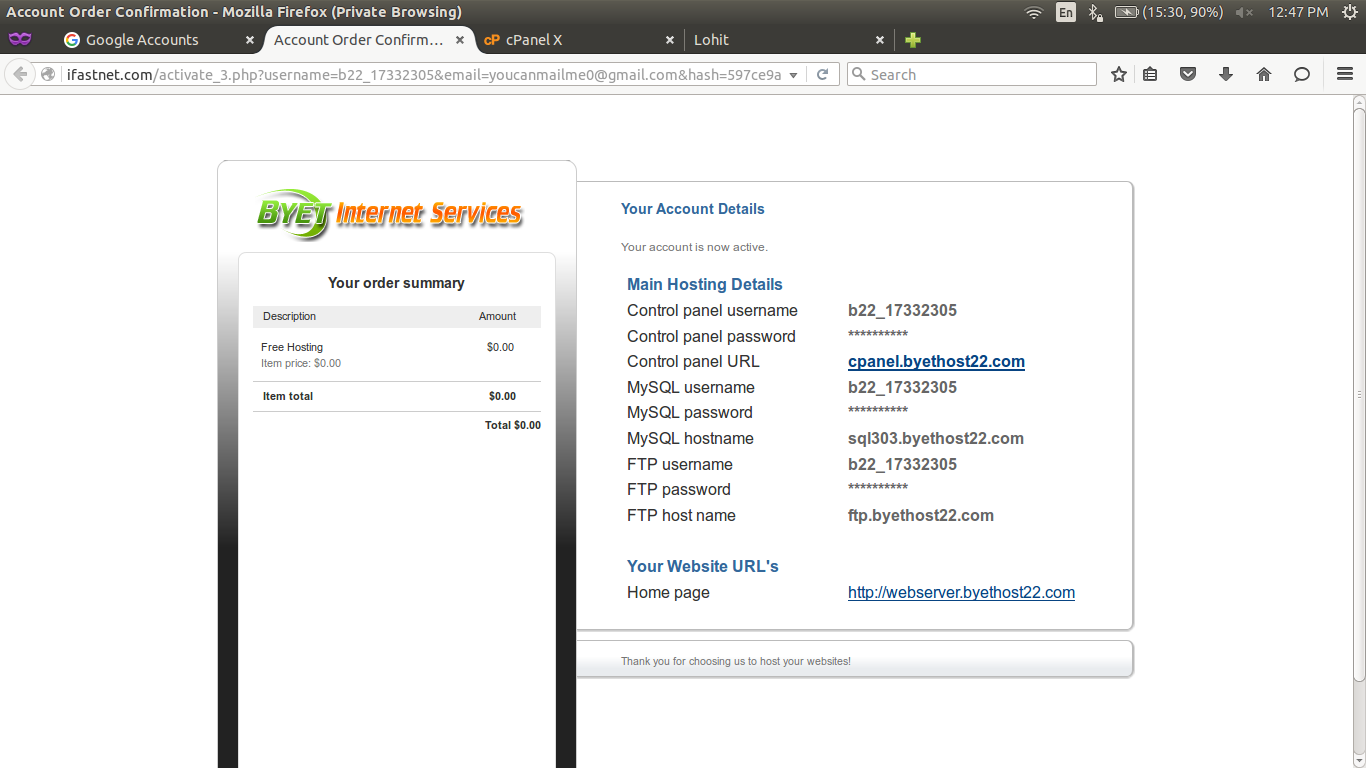 Account Order Confirmation - Mozilla Firefox (Private Browsing)
En
(15:30, 90%)
12:47 PM
Google Accounts
Account Order Confirm...
cP cPanel X
Lohit
ifastnet.com/activate_3.php?username=b22_17332305&email=youcanmailme0@gmail.com&hash=597ce9a
Search
BYET Internet Services
Your order summary
Description Amount
Free Hosting $0.00
Item price: $0.00
Item total $0.00
Total $0.00
Your Account Details
Your account is now active.
Main Hosting Details
Control panel username b22_17332305
Control panel password **********
Control panel URL cpanel.byethost22.com
MySQL username b22_17332305
MySQL password **********
MySQL hostname sql303.byethost22.com
FTP username b22_17332305
FTP password **********
FTP host name ftp.byethost22.com
Your Website URL's
Home page http://webserver.byethost22.com
Thank you for choosing us to host your websites!